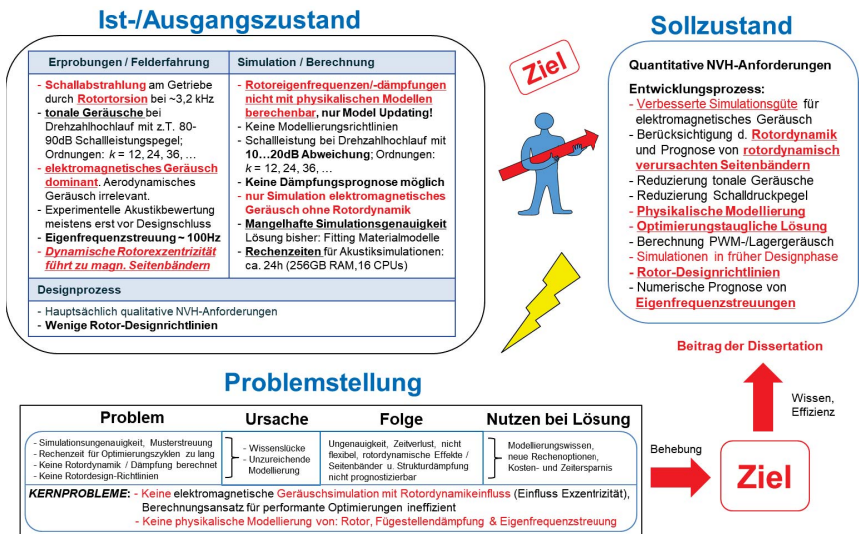 Ist-/Ausgangszustand
Erprobungen / Felderfahrung
- Schallabstrahlung am Getriebe
durch Rotortorsion bei ~3,2 kHz
- tonale Geräusche bei
Drehzahlhochlauf mit z.T. 80-
90dB Schallleistungspegel;
Ordnungen: k = 12, 24, 36, …
- elektromagnetisches Geräusch
dominant. Aerodynamisches
Geräusch irrelevant.
- Experimentelle Akustikbewertung
meistens erst vor Designschluss
- Eigenfrequenzstreuung ~ 100Hz
- Dynamische Rotorexzentrizität
führt zu magn. Seitenbändern
Simulation / Berechnung
- Rotoreigenfrequenzen/-dämpfungen
nicht mit physikalischen Modellen
berechenbar, nur Model Updating!
- Keine Modellierungsrichtlinien
- Schallleistung bei Drehzahlhochlauf mit
10…20dB Abweichung; Ordnungen:
k = 12, 24, 36, …
- Keine Dämpfungsprognose möglich
- nur Simulation elektromagnetisches
Geräusch ohne Rotordynamik
- Mangelhafte Simulationsgenauigkeit
Lösung bisher: Fitting Materialmodelle
- Rechenzeiten für Akustiksimulationen:
ca. 24h (256GB RAM,16 CPUs)
Designprozess
- Hauptsächlich qualitative NVH-Anforderungen
- Wenige Rotor-Designrichtlinien
Ziel
Sollzustand
Quantitative NVH-Anforderungen
Entwicklungsprozess:
- Verbesserte Simulationsgüte für
elektromagnetisches Geräusch
- Berücksichtigung d. Rotordynamik
und Prognose von rotordynamisch
verursachten Seitenbändern
- Reduzierung tonale Geräusche
- Reduzierung Schalldruckpegel
- Physikalische Modellierung
- Optimierungstaugliche Lösung
- Berechnung PWM-/Lagergeräusch
- Simulationen in früher Designphase
- Rotor-Designrichtlinien
- Numerische Prognose von
Eigenfrequenzstreuungen
Beitrag der Dissertation
Wissen,
Effizienz
Problemstellung
Problem
- Simulationsungenauigkeit, Musterstreuung
- Rechenzeit für Optimierungszyklen zu lang
- Keine Rotordynamik / Dämpfung berechnet
- Keine Rotordesign-Richtlinien
Ursache
- Wissenslücke
- Unzureichende
Modellierung
Folge
Ungenauigkeit, Zeitverlust, nicht
flexibel, rotordynamische Effekte /
Seitenbänder u. Strukturdämpfung
nicht prognostizierbar
Nutzen bei Lösung
Modellierungswissen,
neue Rechenoptionen,
Kosten- und Zeitersparnis
KERNPROBLEME: - Keine elektromagnetische Geräuschsimulation mit Rotordynamikeinfluss (Einfluss Exzentrizität),
Berechnungsansatz für performante Optimierungen ineffizient
- Keine physikalische Modellierung von: Rotor, Fügestellendämpfung & Eigenfrequenzstreuung
Behebung
Ziel